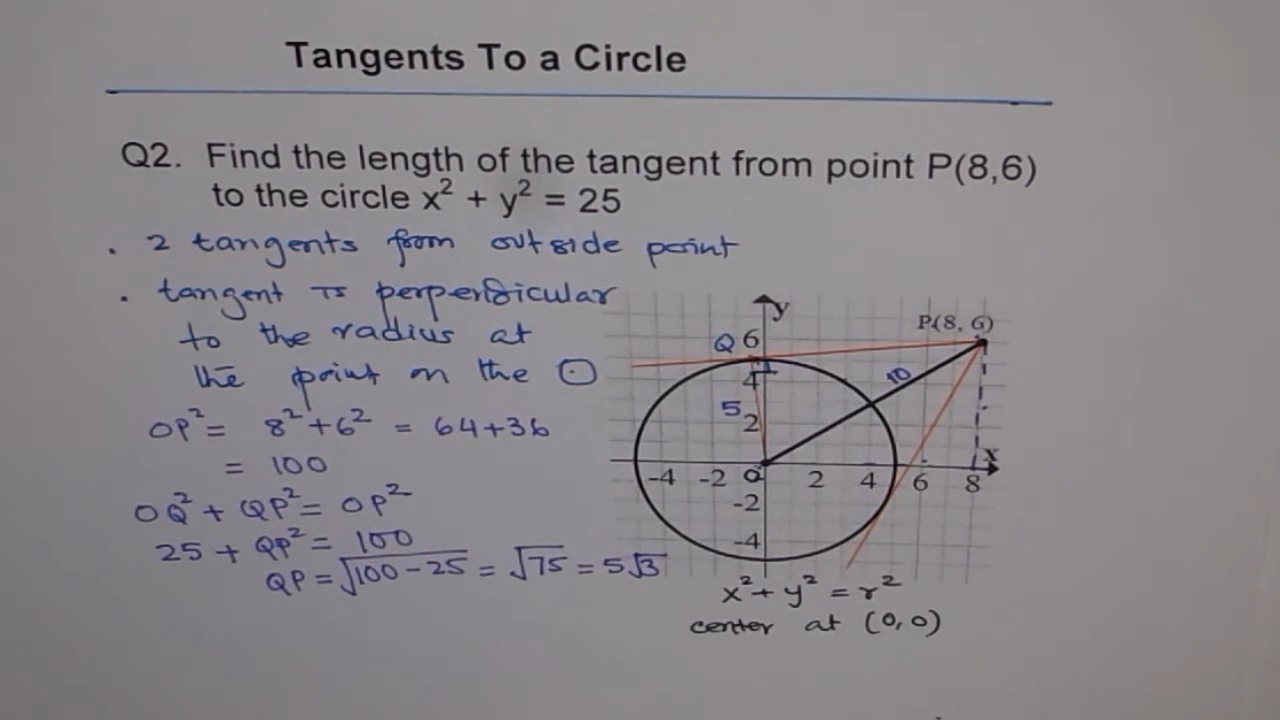 Tangents To a Circle
Q2. Find the length of the tangent from point P(8,6)
to the circle x² + y² = 25
. 2 tangents from outside point
. tangent is perpendicular
to the radius at
the point on the ⊙
OP² = 8² + 6² = 64 + 36
= 100
OQ² + QP² = OP²
25 + QP² = 100
QP = √100 - 25 = √75 = 5√3
y
P(8, 6)
Q 6
4
10
5
2
x
-4 -2 O 2 4 6 8
-2
-4
x² + y² = r²
center at (0,0)